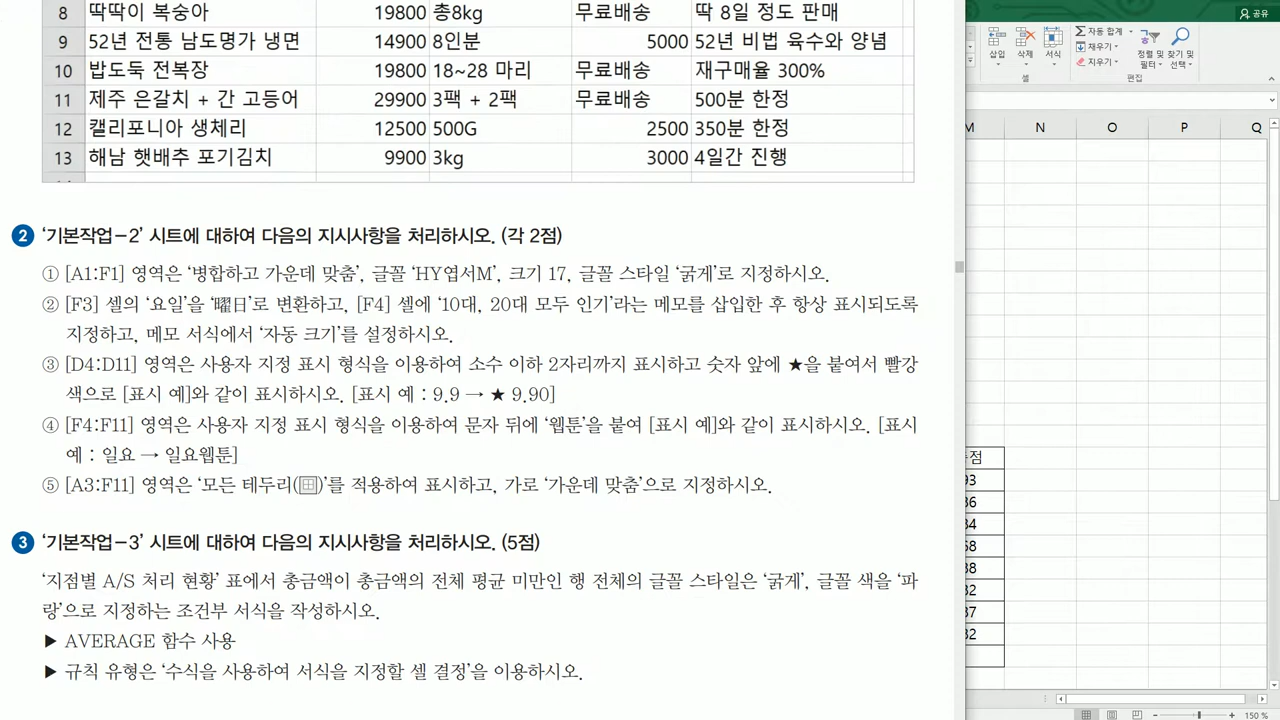 8 딱딱이 복숭아 19800 총8kg 무료배송 딱 8일 정도 판매
9 52년 전통 남도명가 냉면 14900 8인분 5000 52년 비법 육수와 양념
10 밥도둑 전복장 19800 18~28 마리 무료배송 재구매율 300%
11 제주 은갈치 + 간 고등어 29900 3팩 + 2팩 무료배송 500분 한정
12 캘리포니아 생체리 12500 500G 2500 350분 한정
13 해남 햇배추 포기김치 9900 3kg 3000 4일간 진행
2 ‘기본작업-2’ 시트에 대하여 다음의 지시사항을 처리하시오. (각 2점)
① [A1:F1] 영역은 ‘병합하고 가운데 맞춤’, 글꼴 ‘HY엽서M’, 크기 17, 글꼴 스타일 ‘굵게’로 지정하시오.
② [F3] 셀의 ‘요일’을 ‘曜日’로 변환하고, [F4] 셀에 ‘10대, 20대 모두 인기’라는 메모를 삽입한 후 항상 표시되도록
지정하고, 메모 서식에서 ‘자동 크기’를 설정하시오.
③ [D4:D11] 영역은 사용자 지정 표시 형식을 이용하여 소수 이하 2자리까지 표시하고 숫자 앞에 ★을 붙여서 빨강
색으로 [표시 예]와 같이 표시하시오. [표시 예 : 9.9 → ★ 9.90]
④ [F4:F11] 영역은 사용자 지정 표시 형식을 이용하여 문자 뒤에 ‘웹툰’을 붙여 [표시 예]와 같이 표시하시오. [표시
예 : 일요 → 일요웹툰]
⑤ [A3:F11] 영역은 ‘모든 테두리(田)’를 적용하여 표시하고, 가로 ‘가운데 맞춤’으로 지정하시오.
3 ‘기본작업-3’ 시트에 대하여 다음의 지시사항을 처리하시오. (5점)
‘지점별 A/S 처리 현황’ 표에서 총금액이 총금액의 전체 평균 미만인 행 전체의 글꼴 스타일은 ‘굵게’, 글꼴 색을 ‘파
랑’으로 지정하는 조건부 서식을 작성하시오.
▶ AVERAGE 함수 사용
▶ 규칙 유형은 ‘수식을 사용하여 서식을 지정할 셀 결정’을 이용하시오.
공유
자동 합계
채우기
지우기
삽입 삭제 서식
정렬 및 찾기 및
필터 선택
셀 편집
M N O P Q
점
93
36
34
58
38
32
37
32
150 %